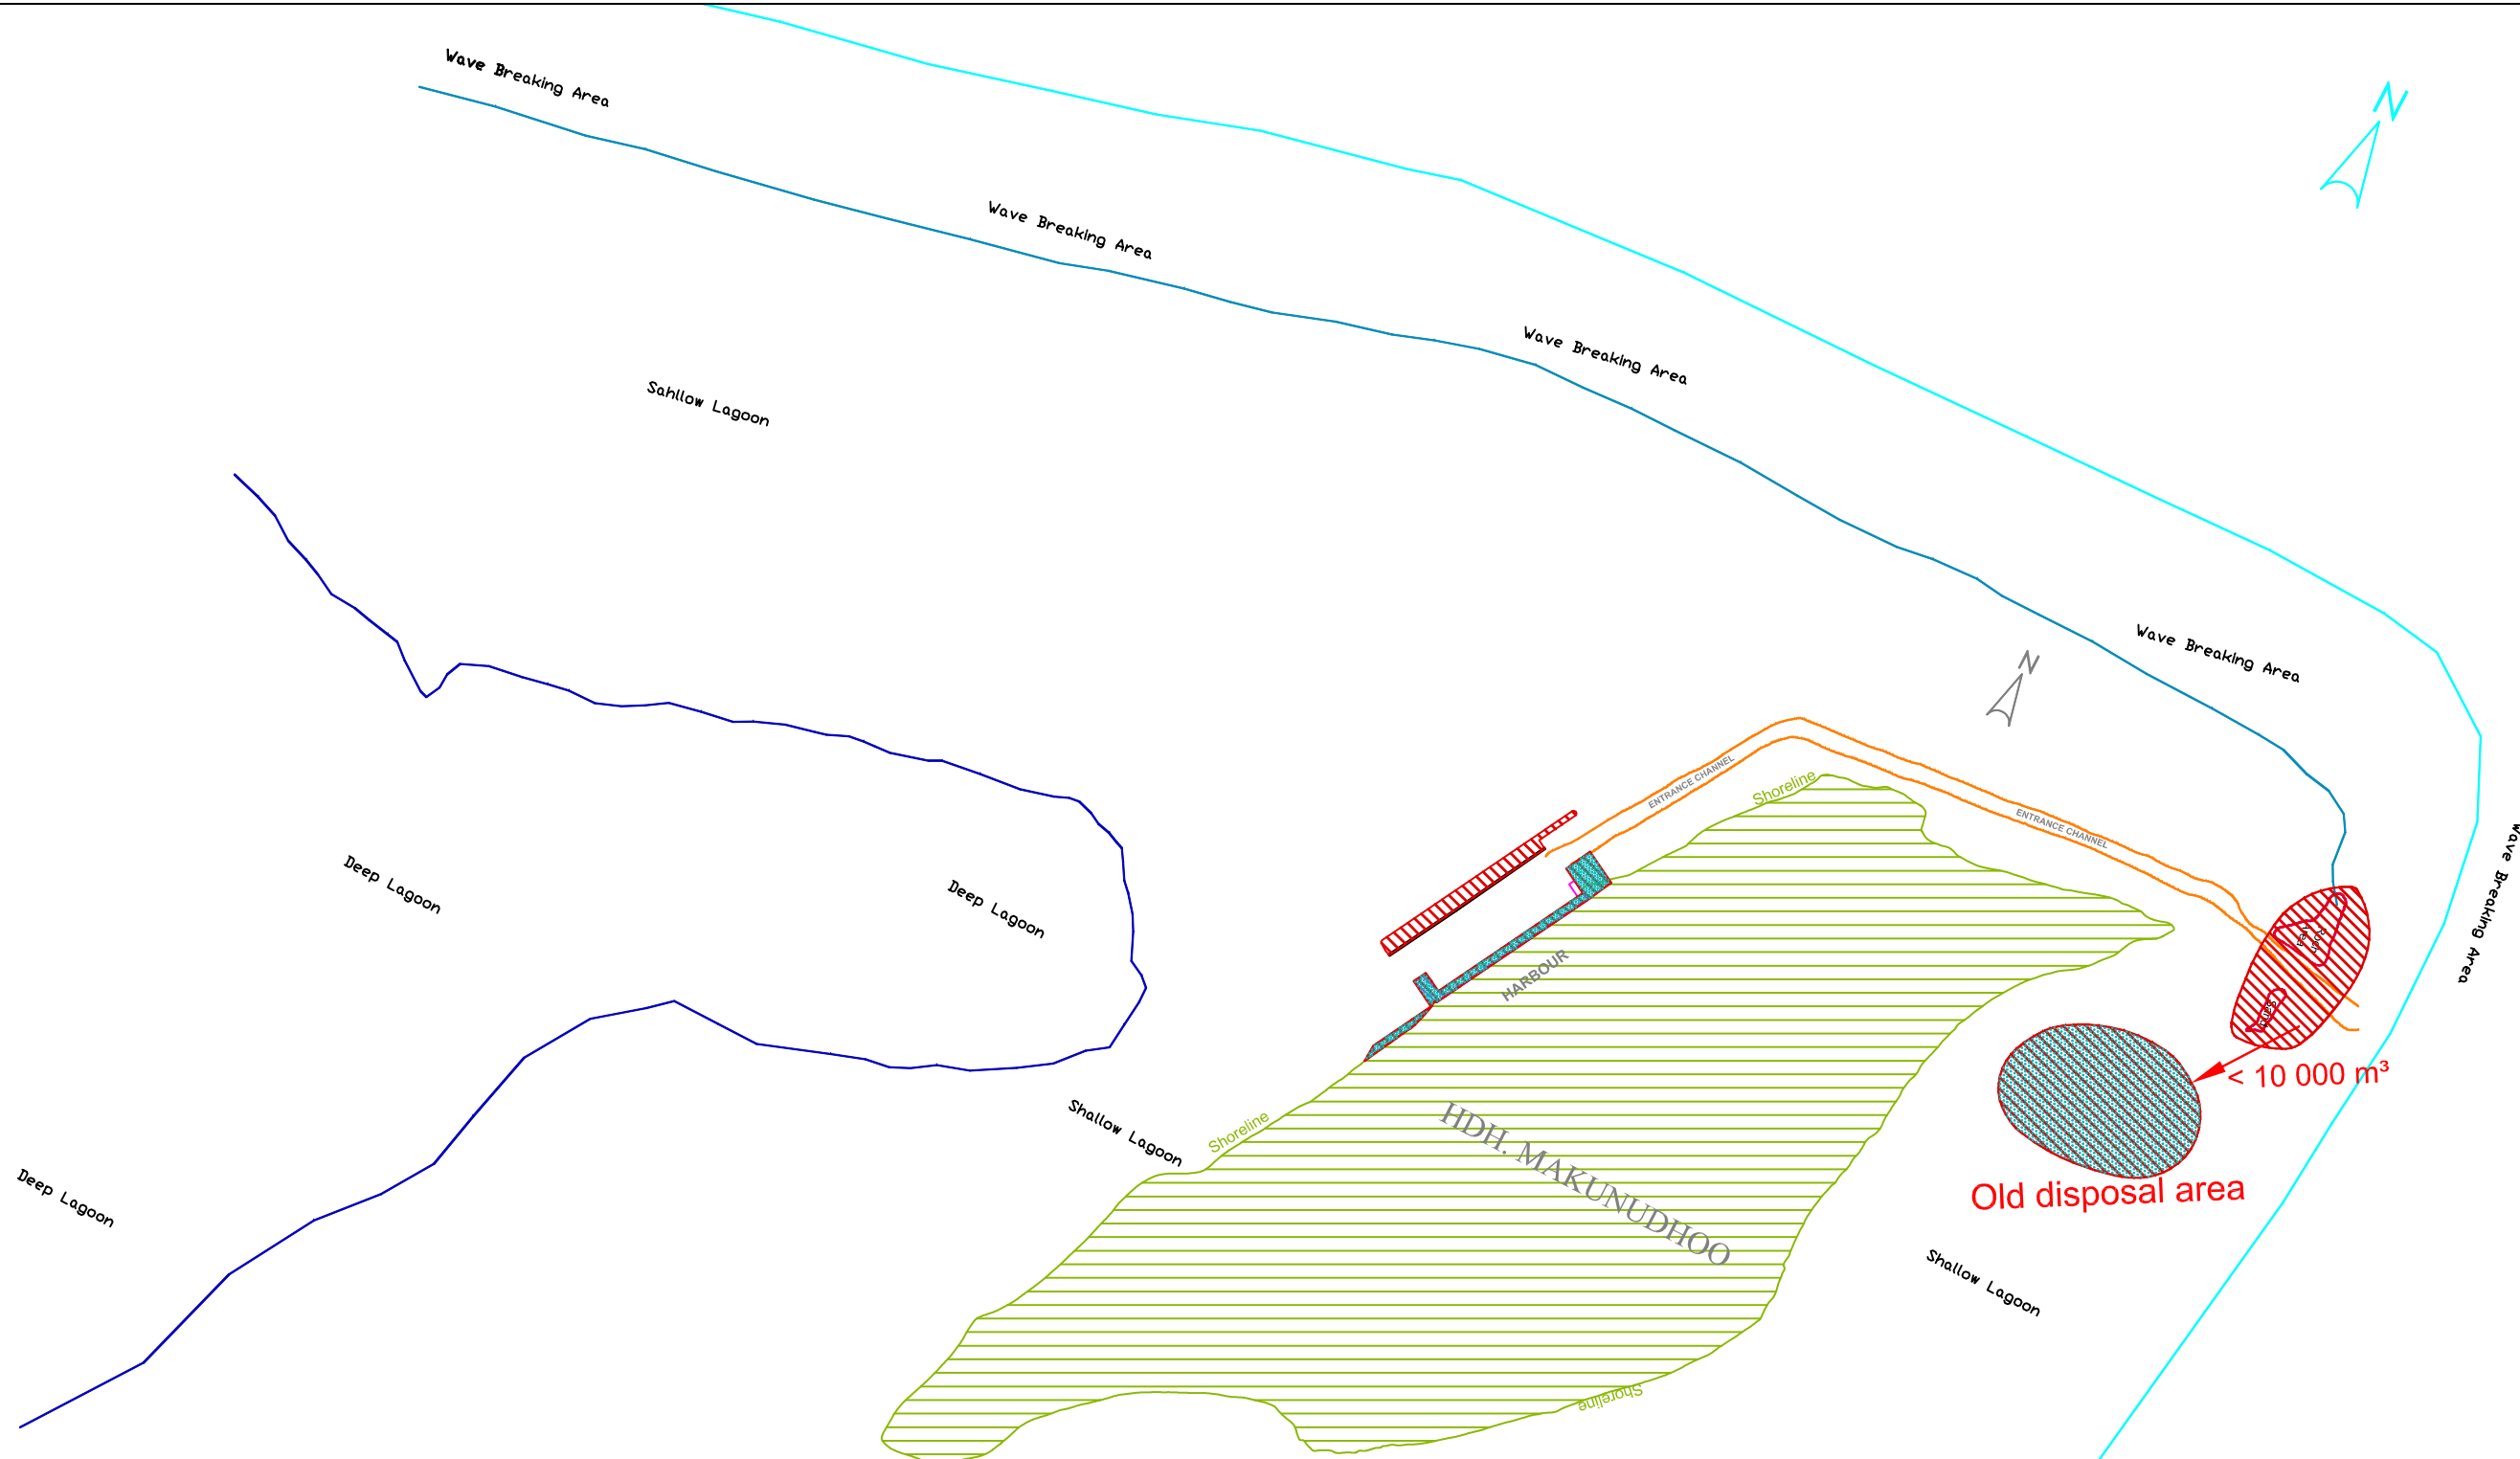 Wave Breaking Area
N
Wave Breaking Area
Wave Breaking Area
Sahllow Lagoon
Wave Breaking Area
N
ENTRANCE CHANNEL
Shoreline
ENTRANCE CHANNEL
Wave Breaking Area
Deep Lagoon
Deep Lagoon
HARBOUR
Area
< 10 000 m³
Shallow Lagoon
Shoreline
HDH. MAKUNUDHOO
Deep Lagoon
Old disposal area
Shallow Lagoon
Shoreline